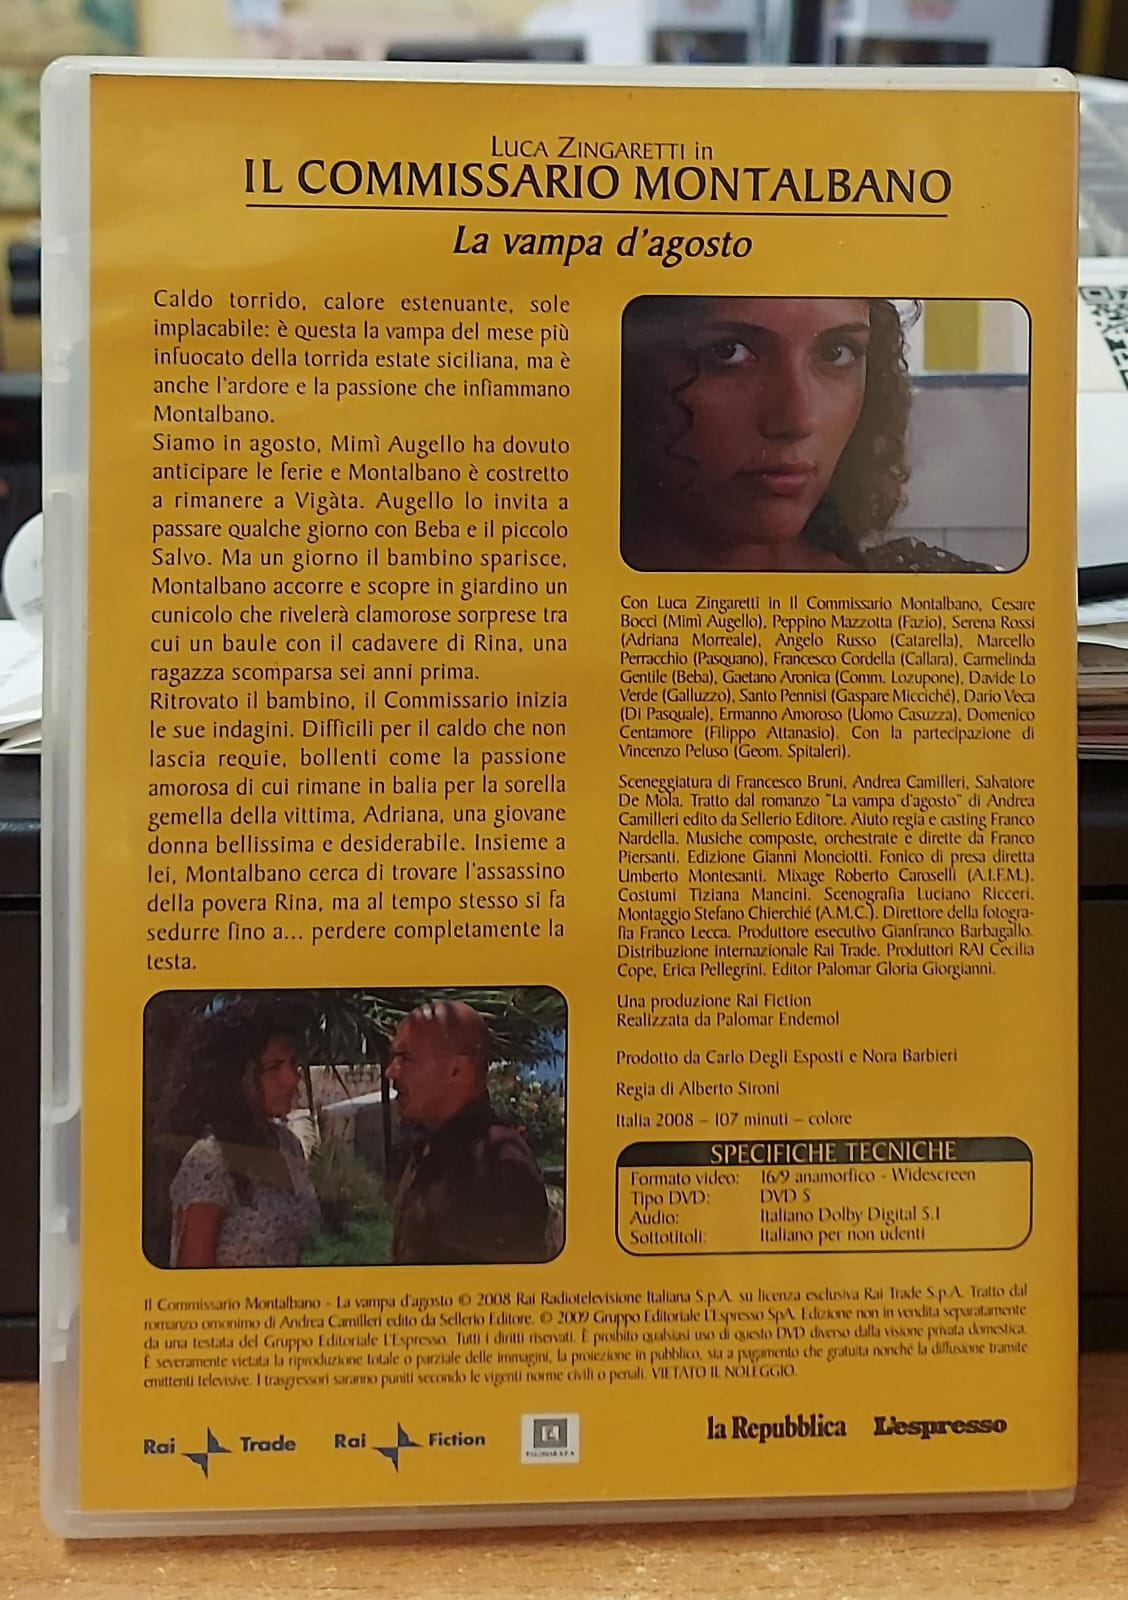 LUCA ZINGARETTI in
IL COMMISSARIO MONTALBANO
La vampa d'agosto
Caldo torrido, calore estenuante, sole
implacabile: è questa la vampa del mese più
infuocato della torrida estate siciliana, ma è
anche l'ardore e la passione che infiammano
Montalbano.
Siamo in agosto, Mimì Augello ha dovuto
anticipare le ferie e Montalbano è costretto
a rimanere a Vigàta. Augello lo invita a
passare qualche giorno con Beba e il piccolo
Salvo. Ma un giorno il bambino sparisce,
Montalbano accorre e scopre in giardino un
cunicolo che rivelerà clamorose sorprese tra
cui un baule con il cadavere di Rina, una
ragazza scomparsa sei anni prima.
Ritrovato il bambino, il Commissario inizia
le sue indagini. Difficili per il caldo che non
lascia requie, bollenti come la passione
amorosa di cui rimane in balia per la sorella
gemella della vittima, Adriana, una giovane
donna bellissima e desiderabile. Insieme a
lei, Montalbano cerca di trovare l'assassino
della povera Rina, ma al tempo stesso si fa
sedurre fino a... perdere completamente la
testa.
Con Luca Zingaretti in Il Commissario Montalbano, Cesare
Bocci (Mimì Augello), Peppino Mazzotta (Fazio), Serena Rossi
(Adriana Morreale), Angelo Russo (Catarella), Marcello
Perracchio (Pasquano), Francesco Cordella (Callara), Carmelinda
Gentile (Beba), Gaetano Aronica (Comm. Lozupone), Davide Lo
Verde (Galluzzo), Santo Pennisi (Gaspare Micciché), Dario Veca
(Di Pasquale), Ermanno Amoroso (Uomo Casuzza), Domenico
Centamore (Filippo Attanasio). Con la partecipazione di
Vincenzo Peluso (Geom. Spitaleri).
Sceneggiatura di Francesco Bruni, Andrea Camilleri, Salvatore
De Mola. Tratto dal romanzo "La vampa d'agosto" di Andrea
Camilleri edito da Sellerio Editore. Aiuto regia e casting Franco
Nardella. Musiche composte, orchestrate e dirette da Franco
Piersanti. Edizione Gianni Monciotti. Fonico di presa diretta
Umberto Montesanti. Mixage Roberto Caroselli (A.I.F.M.).
Costumi Tiziana Mancini. Scenografia Luciano Ricceri.
Montaggio Stefano Chierchié (A.M.C.). Direttore della fotogra-
fia Franco Lecca. Produttore esecutivo Gianfranco Barbagallo.
Distribuzione internazionale Rai Trade. Produttori RAI Cecilia
Cope, Erica Pellegrini. Editor Palomar Gloria Giorgianni.
Una produzione Rai Fiction
Realizzata da Palomar Endemol
Prodotto da Carlo Degli Esposti e Nora Barbieri
Regia di Alberto Sironi
Italia 2008 – 107 minuti – colore
SPECIFICHE TECNICHE
Formato video: 16/9 anamorfico - Widescreen
Tipo DVD: DVD 5
Audio: Italiano Dolby Digital 5.1
Sottotitoli: Italiano per non udenti
Il Commissario Montalbano - La vampa d'agosto © 2008 Rai Radiotelevisione Italiana S.p.A. su licenza esclusiva Rai Trade S.p.A. Tratto dal
romanzo omonimo di Andrea Camilleri edito da Sellerio Editore. © 2009 Gruppo Editoriale L'Espresso SpA. Edizione non in vendita separatamente
da una testata del Gruppo Editoriale L'Espresso. Tutti i diritti riservati. È proibito qualsiasi uso di questo DVD diverso dalla visione privata domestica.
È severamente vietata la riproduzione totale o parziale delle immagini, la proiezione in pubblico, sia a pagamento che gratuita nonché la diffusione tramite
emittenti televisive. I trasgressori saranno puniti secondo le vigenti norme civili o penali. VIETATO IL NOLEGGIO.
Rai Trade
Rai Fiction
PALOMAR S.P.A.
la Repubblica
L'espresso